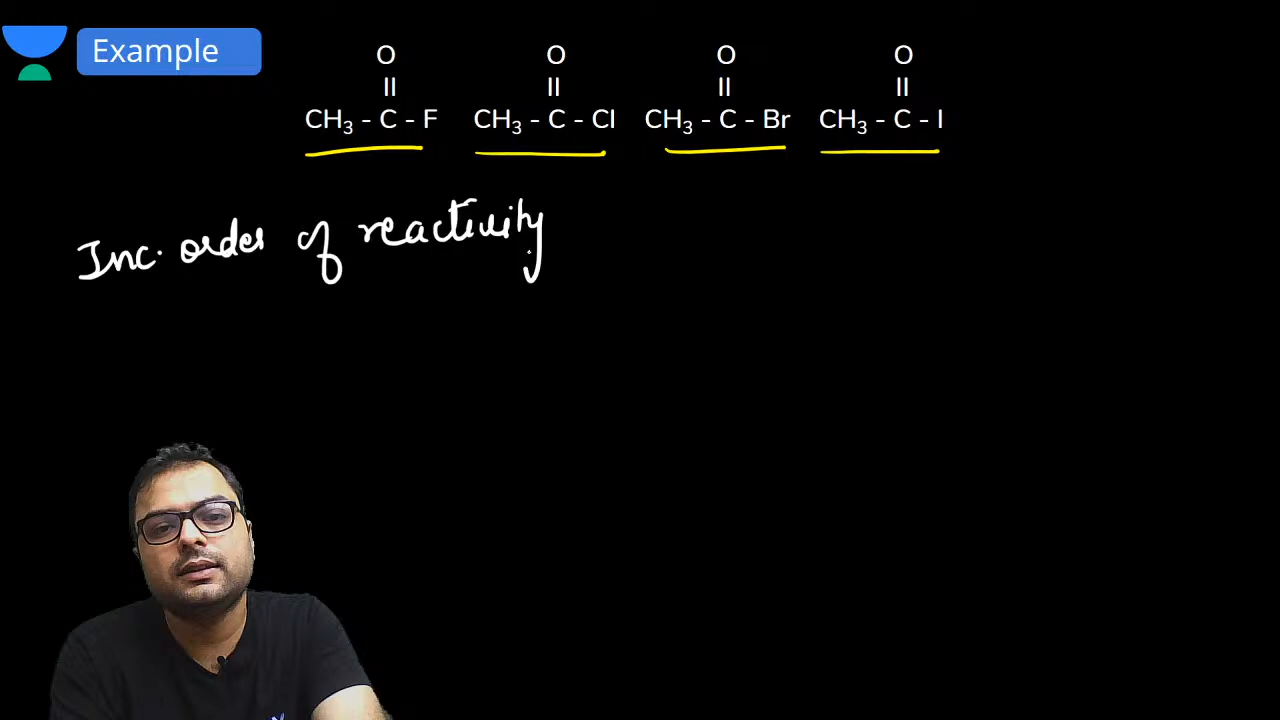 Example
O O O O
|| || || ||
CH₃ - C - F CH₃ - C - Cl CH₃ - C - Br CH₃ - C - I
Inc. order of reactivity